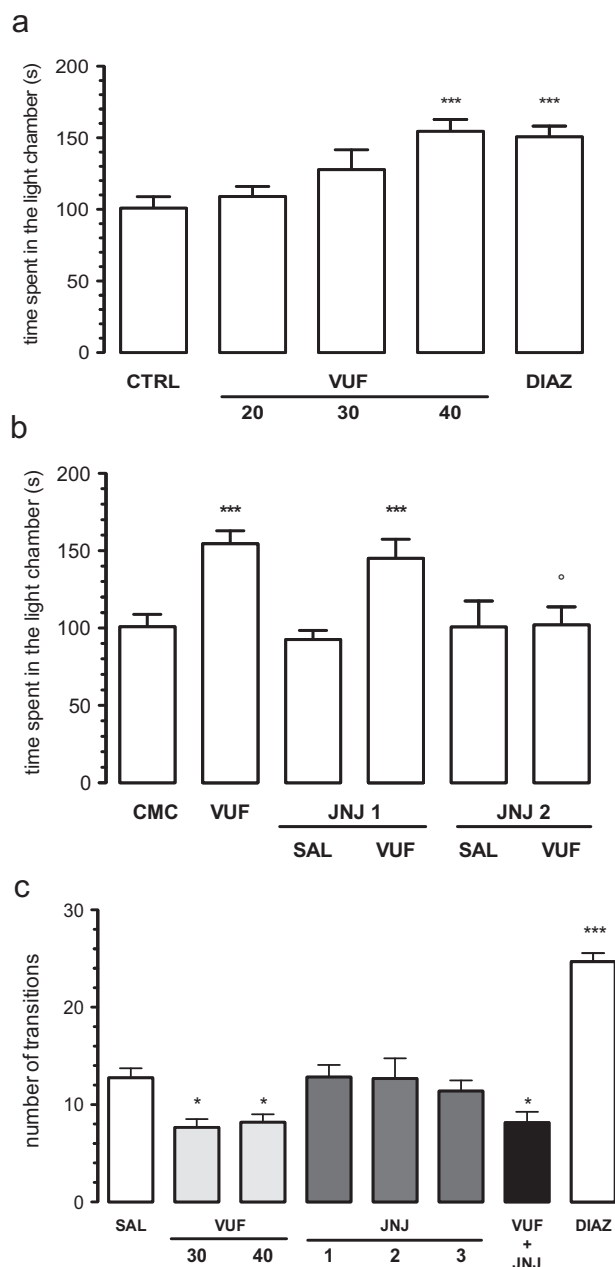 a
time spent in the light chamber (s)
200
150
100
50
0
*** ***
CTRL VUF DIAZ
20 30 40
b
time spent in the light chamber (s)
200
150
100
50
0
*** *** °
CMC VUF JNJ 1 JNJ 2
SAL VUF SAL VUF
c
number of transitions
30
20
10
0
* * * ***
SAL VUF JNJ VUF + JNJ DIAZ
30 40 1 2 3